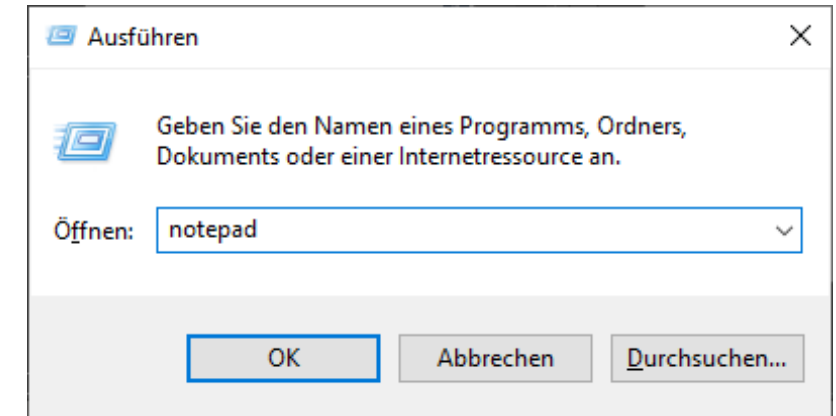 Ausführen
Geben Sie den Namen eines Programms, Ordners,
Dokuments oder einer Internetressource an.
Öffnen: notepad
OK Abbrechen Durchsuchen...